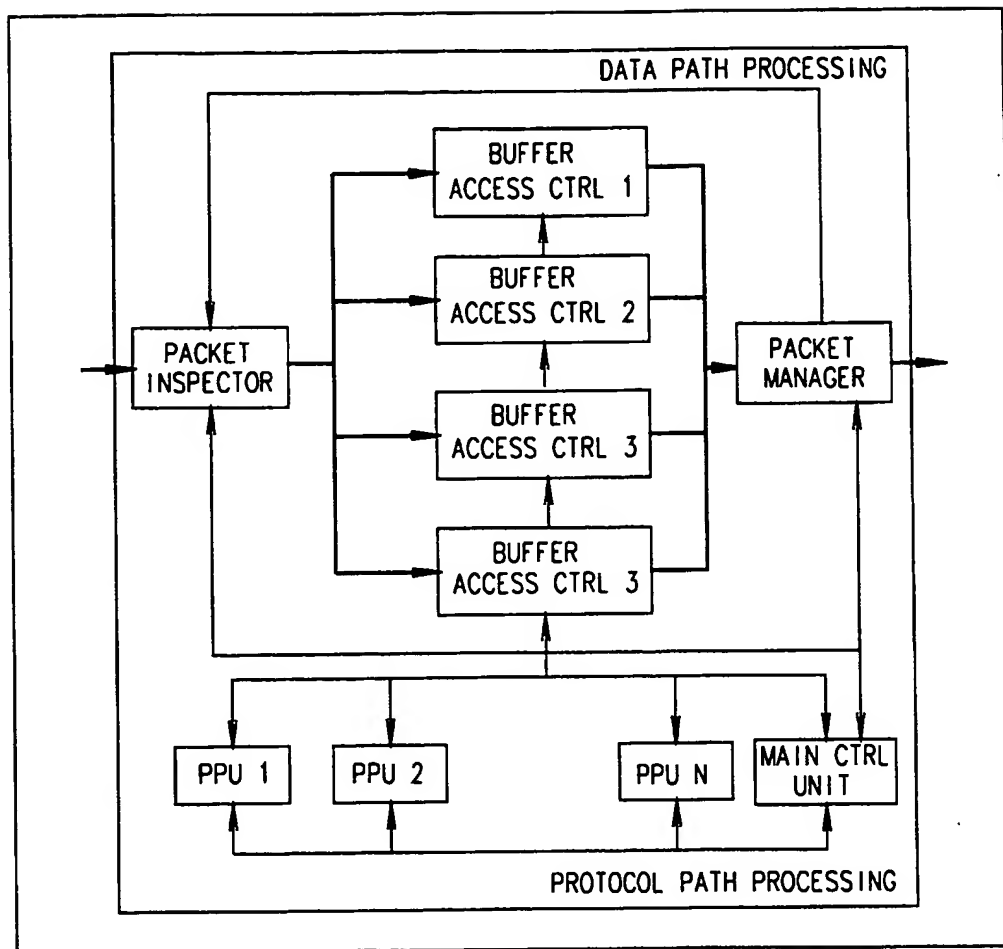 DATA PATH PROCESSING
BUFFER
ACCESS CTRL 1
BUFFER
ACCESS CTRL 2
PACKET
INSPECTOR
PACKET
MANAGER
BUFFER
ACCESS CTRL 3
BUFFER
ACCESS CTRL 3
PPU 1
PPU 2
PPU N
MAIN CTRL
UNIT
PROTOCOL PATH PROCESSING